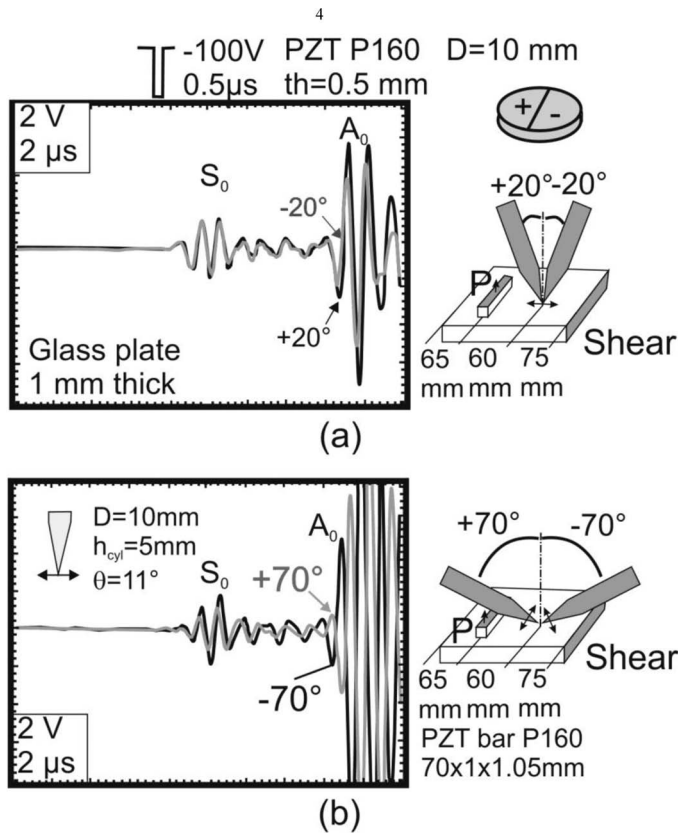 4
-100V PZT P160 D=10 mm
0.5µs th=0.5 mm
2 V
2 µs
+ -
A₀
S₀
-20°
+20°
Glass plate
1 mm thick
+20° -20°
P
65 60 75
mm mm mm
Shear
(a)
D=10mm
h_cyl=5mm
θ=11°
A₀
S₀
+70°
-70°
2 V
2 µs
+70° -70°
P
65 60 75
mm mm mm
Shear
PZT bar P160
70x1x1.05mm
(b)